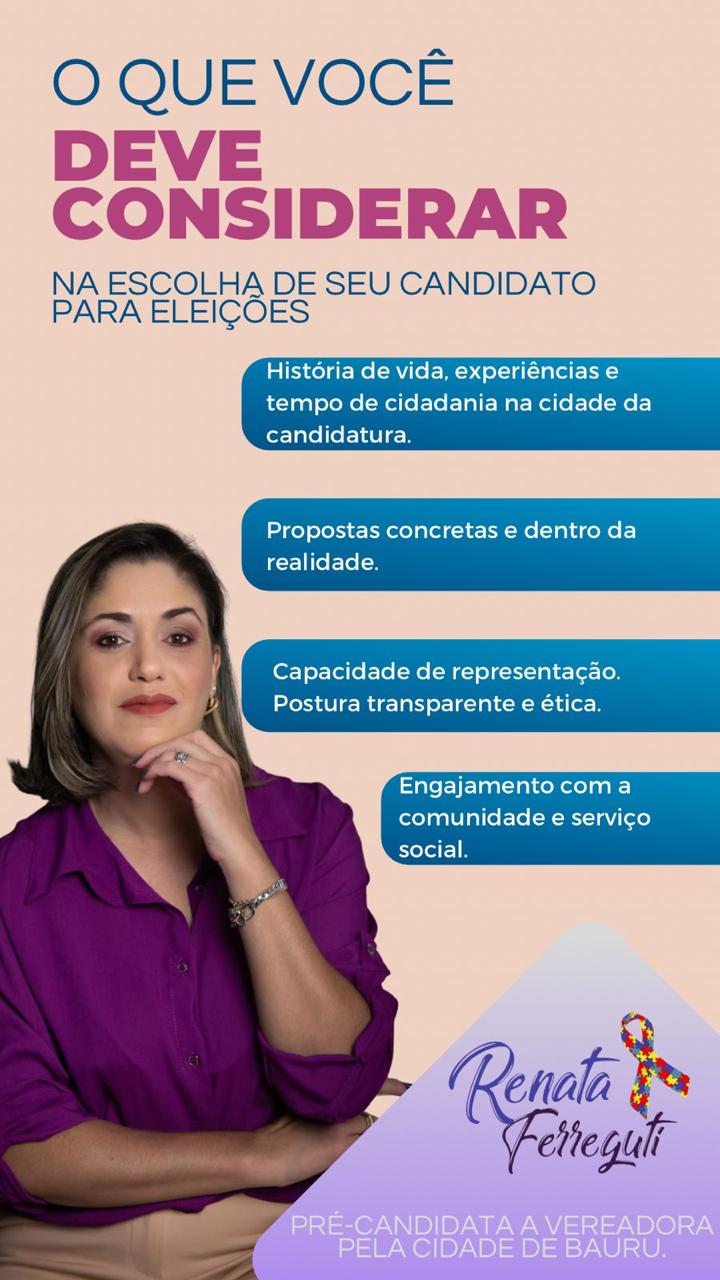 O QUE VOCÊ
DEVE
CONSIDERAR
NA ESCOLHA DE SEU CANDIDATO
PARA ELEIÇÕES
História de vida, experiências e
tempo de cidadania na cidade da
candidatura.
Propostas concretas e dentro da
realidade.
Capacidade de representação.
Postura transparente e ética.
Engajamento com a
comunidade e serviço
social.
Renata
Ferreguti
PRÉ-CANDIDATA A VEREADORA
PELA CIDADE DE BAURU.